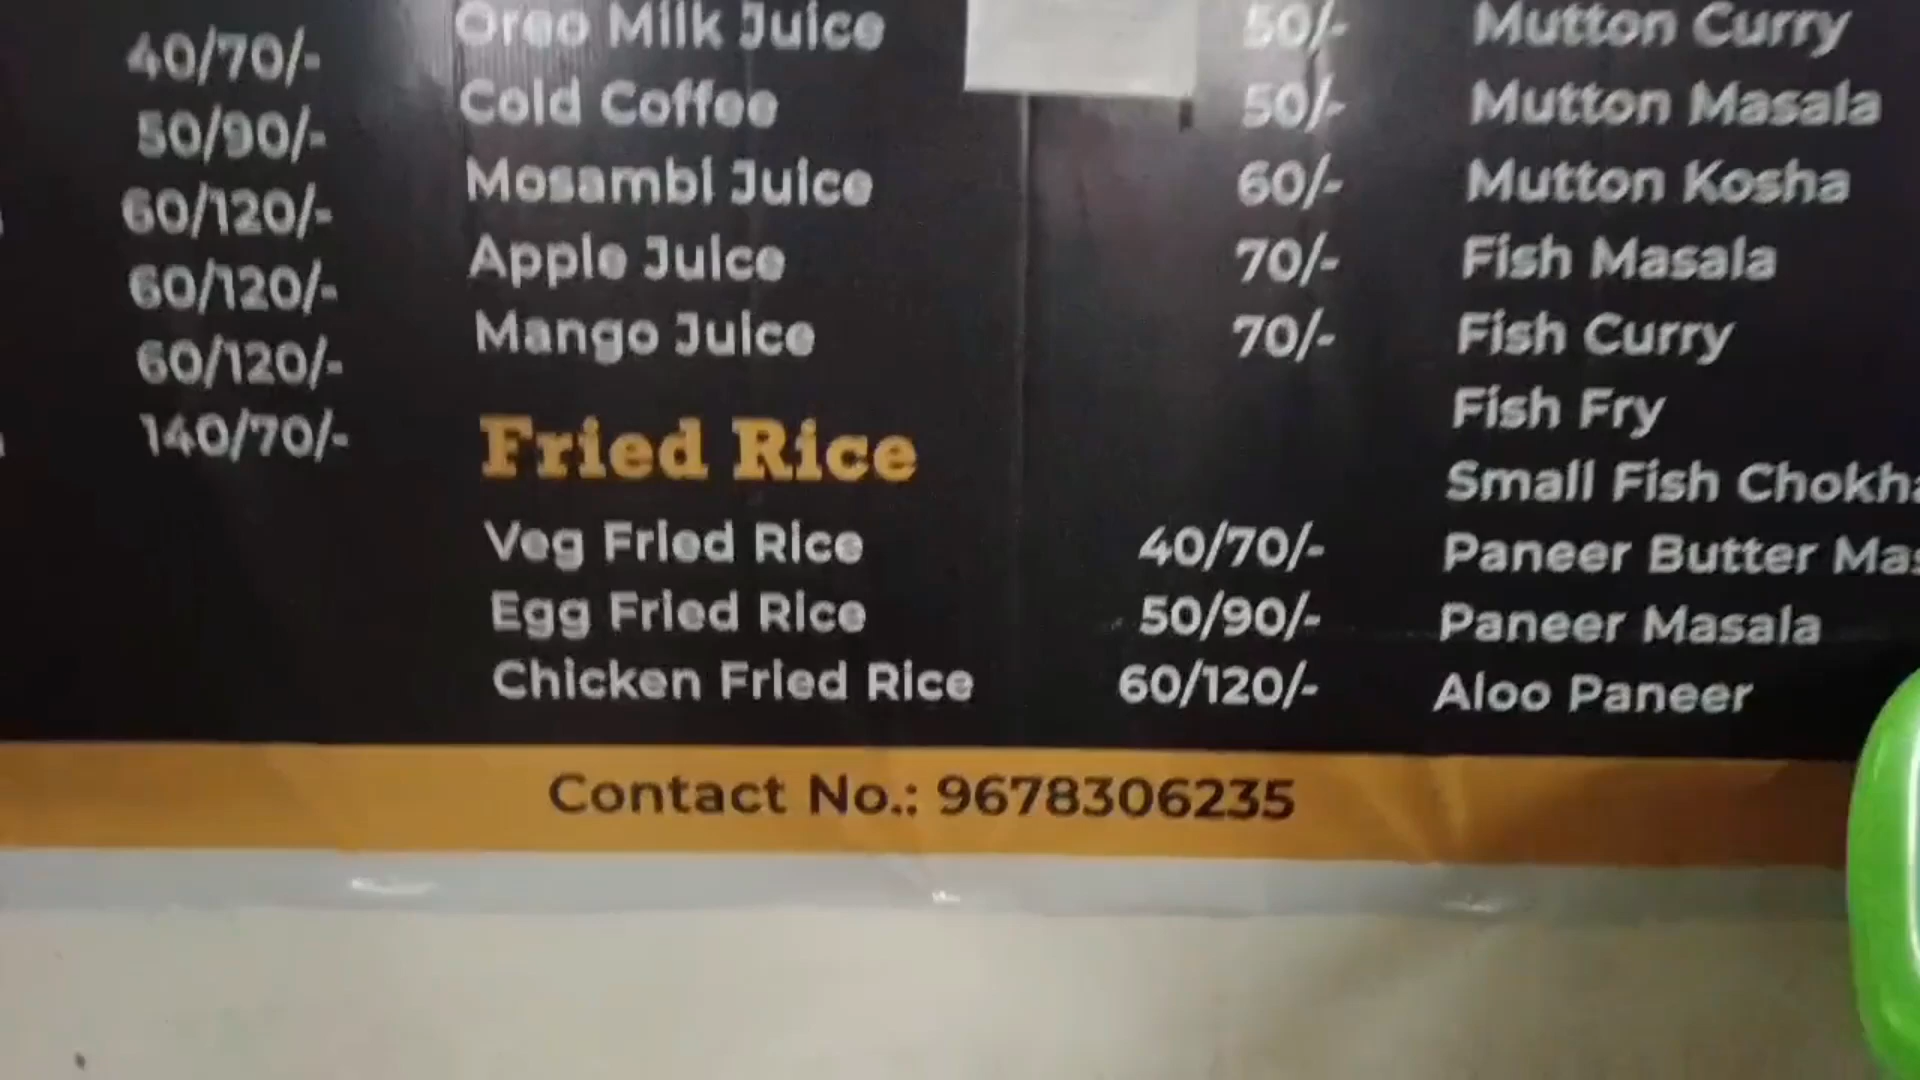 40/70/-
50/90/-
60/120/-
60/120/-
60/120/-
140/70/-
Oreo Milk Juice 50/-
Cold Coffee 50/-
Mosambi Juice 60/-
Apple Juice 70/-
Mango Juice 70/-
Fried Rice
Veg Fried Rice 40/70/-
Egg Fried Rice 50/90/-
Chicken Fried Rice 60/120/-
Mutton Curry
Mutton Masala
Mutton Kosha
Fish Masala
Fish Curry
Fish Fry
Small Fish
Paneer Butter
Paneer Masala
Aloo Paneer
Contact No.: 9678306235